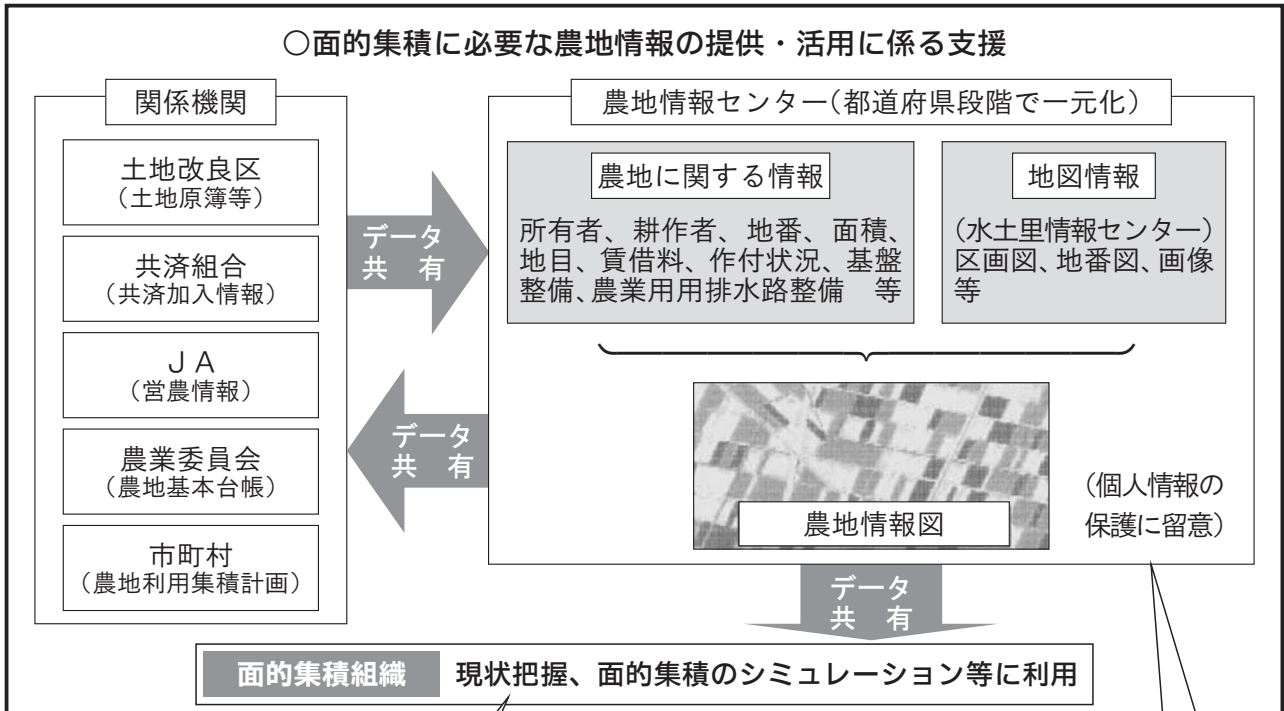 ○面的集積に必要な農地情報の提供・活用に係る支援
関係機関
土地改良区
（土地原簿等）
共済組合
（共済加入情報）
ＪＡ
（営農情報）
農業委員会
（農地基本台帳）
市町村
（農地利用集積計画）
データ
共　有
データ
共　有
農地情報センター（都道府県段階で一元化）
農地に関する情報
所有者、耕作者、地番、面積、
地目、賃借料、作付状況、基盤
整備、農業用用排水路整備　等
地図情報
（水土里情報センター）
区画図、地番図、画像
等
農地情報図
（個人情報の
保護に留意）
データ
共　有
面的集積組織　現状把握、面的集積のシミュレーション等に利用